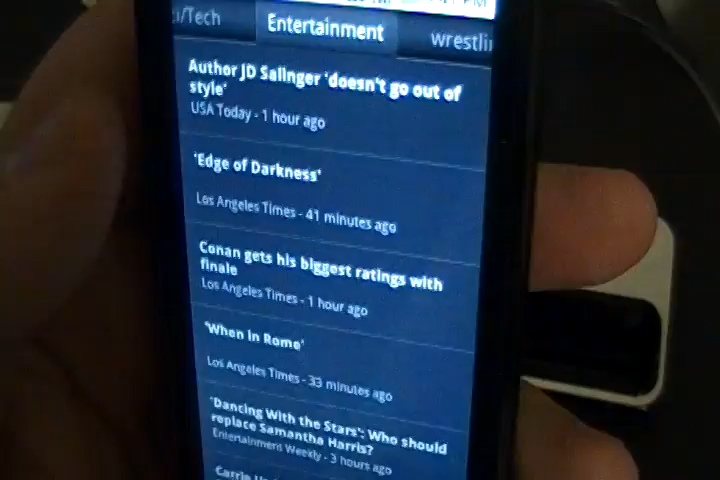 i/Tech Entertainment wrestli
Author JD Salinger 'doesn't go out of
style'
USA Today - 1 hour ago
'Edge of Darkness'
Los Angeles Times - 41 minutes ago
Conan gets his biggest ratings with
finale
Los Angeles Times - 1 hour ago
'When in Rome'
Los Angeles Times - 33 minutes ago
'Dancing With the Stars': Who should
replace Samantha Harris?
Entertainment Weekly - 3 hours ago
Carrie